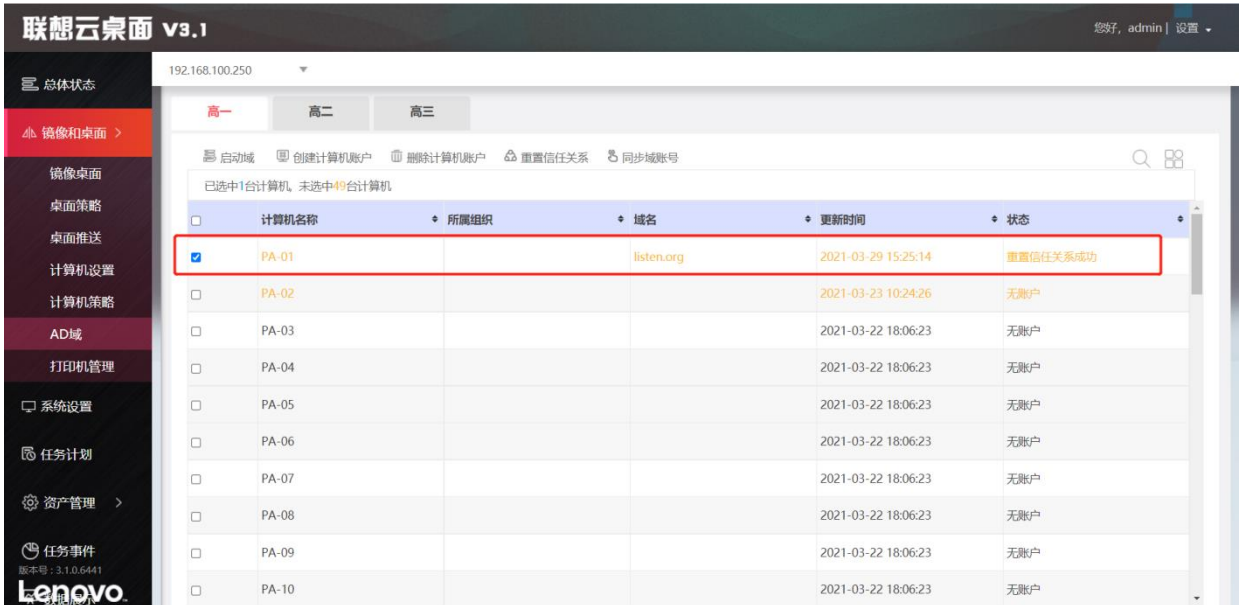 联想云桌面 V3.1
您好, admin | 设置
192.168.100.250
总体状态
镜像和桌面
镜像桌面
桌面策略
桌面推送
计算机设置
计算机策略
AD域
打印机管理
系统设置
任务计划
资产管理
任务事件
版本号 : 3.1.0.6441
Lenovo
高一 高二 高三
启动域 创建计算机账户 删除计算机账户 重置信任关系 同步域账号
已选中1台计算机, 未选中49台计算机
计算机名称 所属组织 域名 更新时间 状态
PA-01 listen.org 2021-03-29 15:25:14 重置信任关系成功
PA-02 2021-03-23 10:24:26 无账户
PA-03 2021-03-22 18:06:23 无账户
PA-04 2021-03-22 18:06:23 无账户
PA-05 2021-03-22 18:06:23 无账户
PA-06 2021-03-22 18:06:23 无账户
PA-07 2021-03-22 18:06:23 无账户
PA-08 2021-03-22 18:06:23 无账户
PA-09 2021-03-22 18:06:23 无账户
PA-10 2021-03-22 18:06:23 无账户